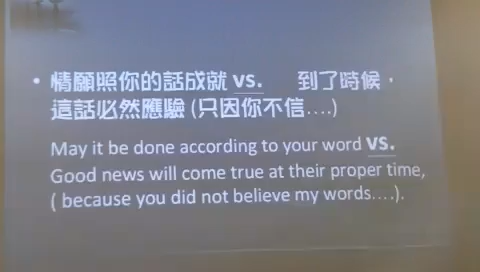 • 情願照你的話成就 vs. 到了時候，
這話必然應驗 (只因你不信….)
May it be done according to your word vs.
Good news will come true at their proper time,
( because you did not believe my words….).